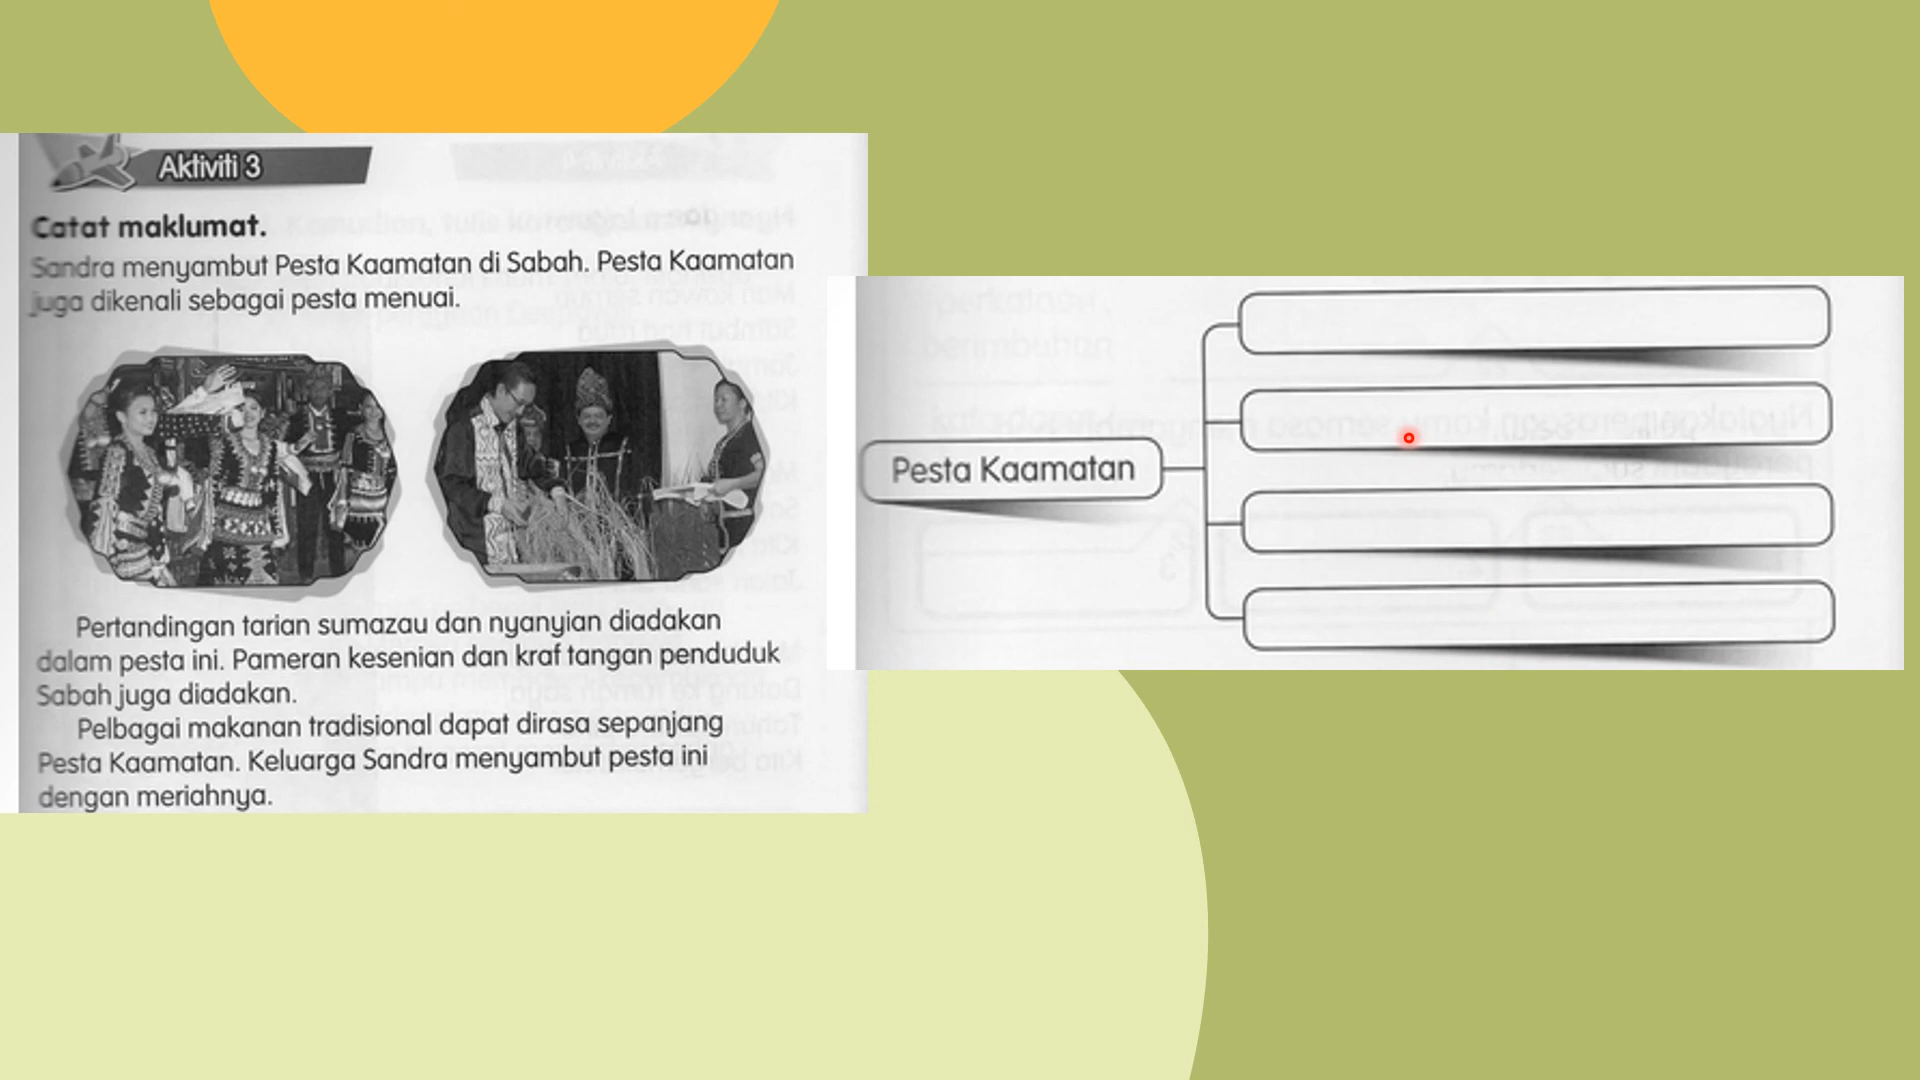 Aktiviti 3
Catat maklumat.
Sandra menyambut Pesta Kaamatan di Sabah. Pesta Kaamatan
juga dikenali sebagai pesta menuai.
Pertandingan tarian sumazau dan nyanyian diadakan
dalam pesta ini. Pameran kesenian dan kraf tangan penduduk
Sabah juga diadakan.
Pelbagai makanan tradisional dapat dirasa sepanjang
Pesta Kaamatan. Keluarga Sandra menyambut pesta ini
dengan meriahnya.
Pesta Kaamatan